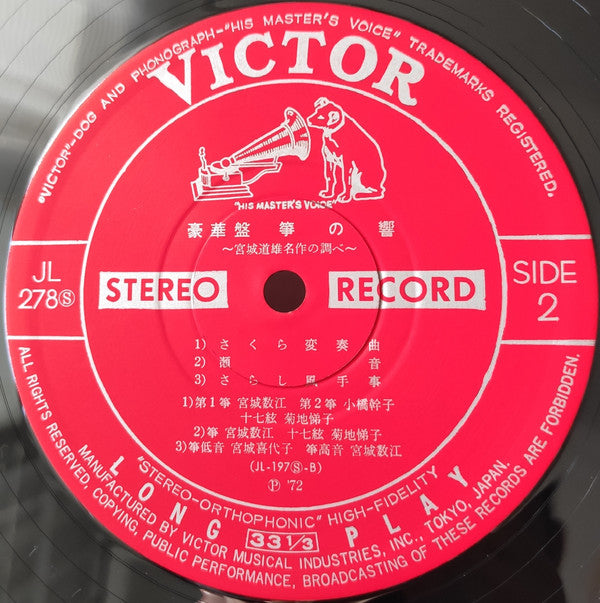 "VICTOR"-DOG AND PHONOGRAPH-"HIS MASTER'S VOICE" TRADEMARKS REGISTERED.
VICTOR
"HIS MASTER'S VOICE"
豪華盤 箏の響
〜宮城道雄名作の調べ〜
JL
278Ⓢ
STEREO RECORD
SIDE
2
1) さくら変奏曲
2) 瀬音
3) さらし風手事
1)第1箏 宮城数江 第2箏 小橋幹子
十七絃 菊地悌子
2)箏 宮城数江 十七絃 菊地悌子
3)箏低音 宮城喜代子 箏高音 宮城数江
(JL-197Ⓢ-B)
Ⓟ '72
"STEREO-ORTHOPHONIC" HIGH-FIDELITY
LONG 33 1/3 PLAY
MANUFACTURED BY VICTOR MUSICAL INDUSTRIES, INC., TOKYO, JAPAN.
ALL RIGHTS RESERVED, COPYING, PUBLIC PERFORMANCE, BROADCASTING OF THESE RECORDS ARE FORBIDDEN.